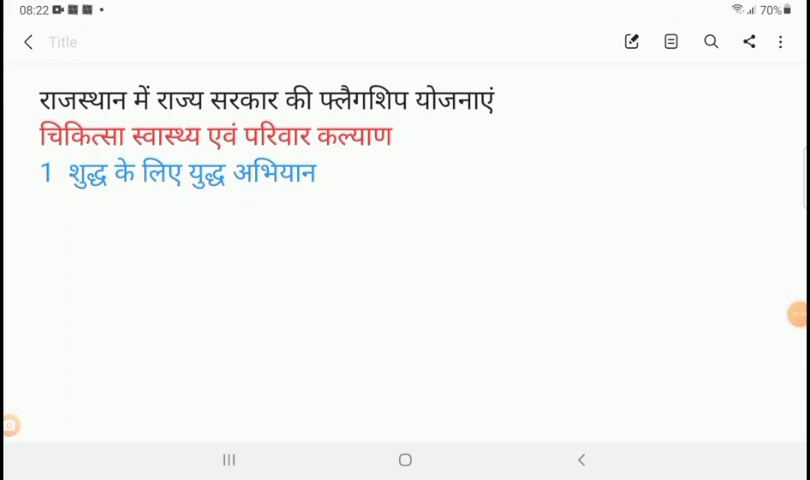 08:22 70%
Title
राजस्थान में राज्य सरकार की फ्लैगशिप योजनाएं
चिकित्सा स्वास्थ्य एवं परिवार कल्याण
1 शुद्ध के लिए युद्ध अभियान